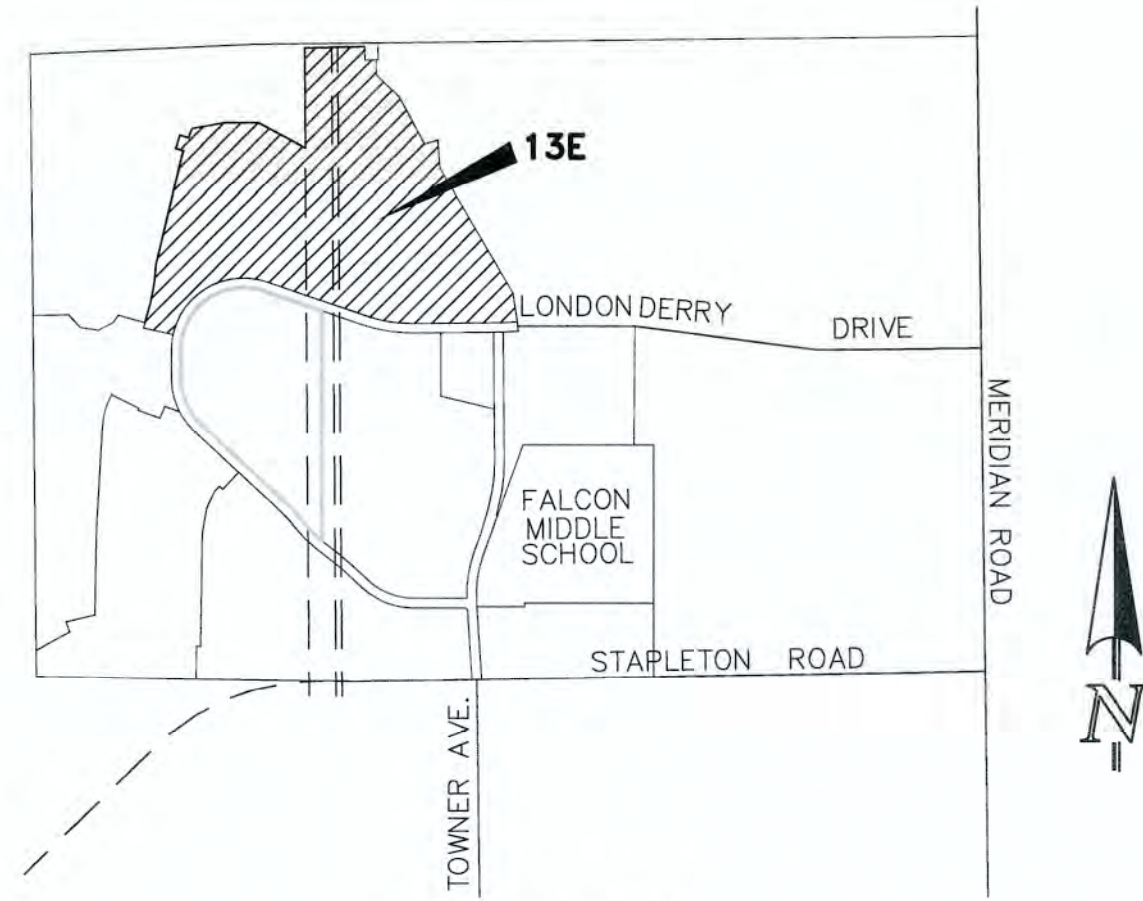 13E
LONDONDERRY DRIVE
MERIDIAN ROAD
FALCON
MIDDLE
SCHOOL
STAPLETON ROAD
TOWNER AVE.
N